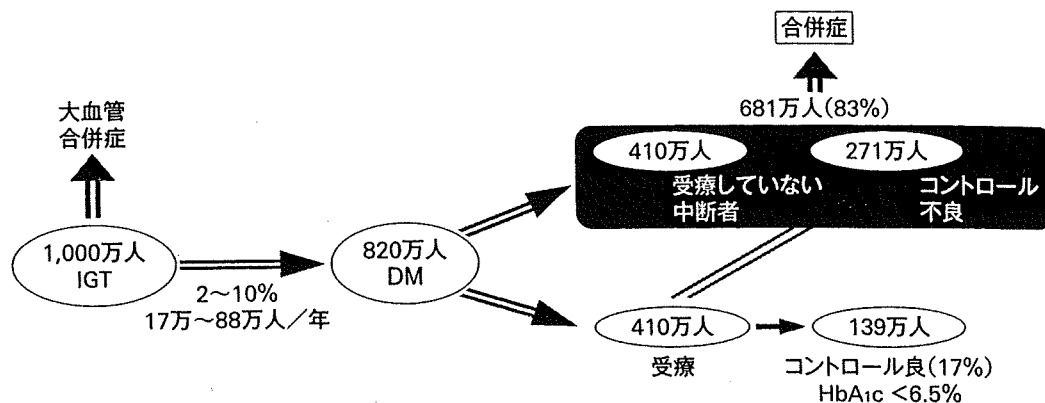 合併症
681万人(83%)
大血管
合併症
410万人
271万人
受療していない
中断者
コントロール
不良
1,000万人
IGT
2~10%
17万~88万人/年
820万人
DM
410万人
受療
139万人
コントロール良(17%)
HbA1c <6.5%